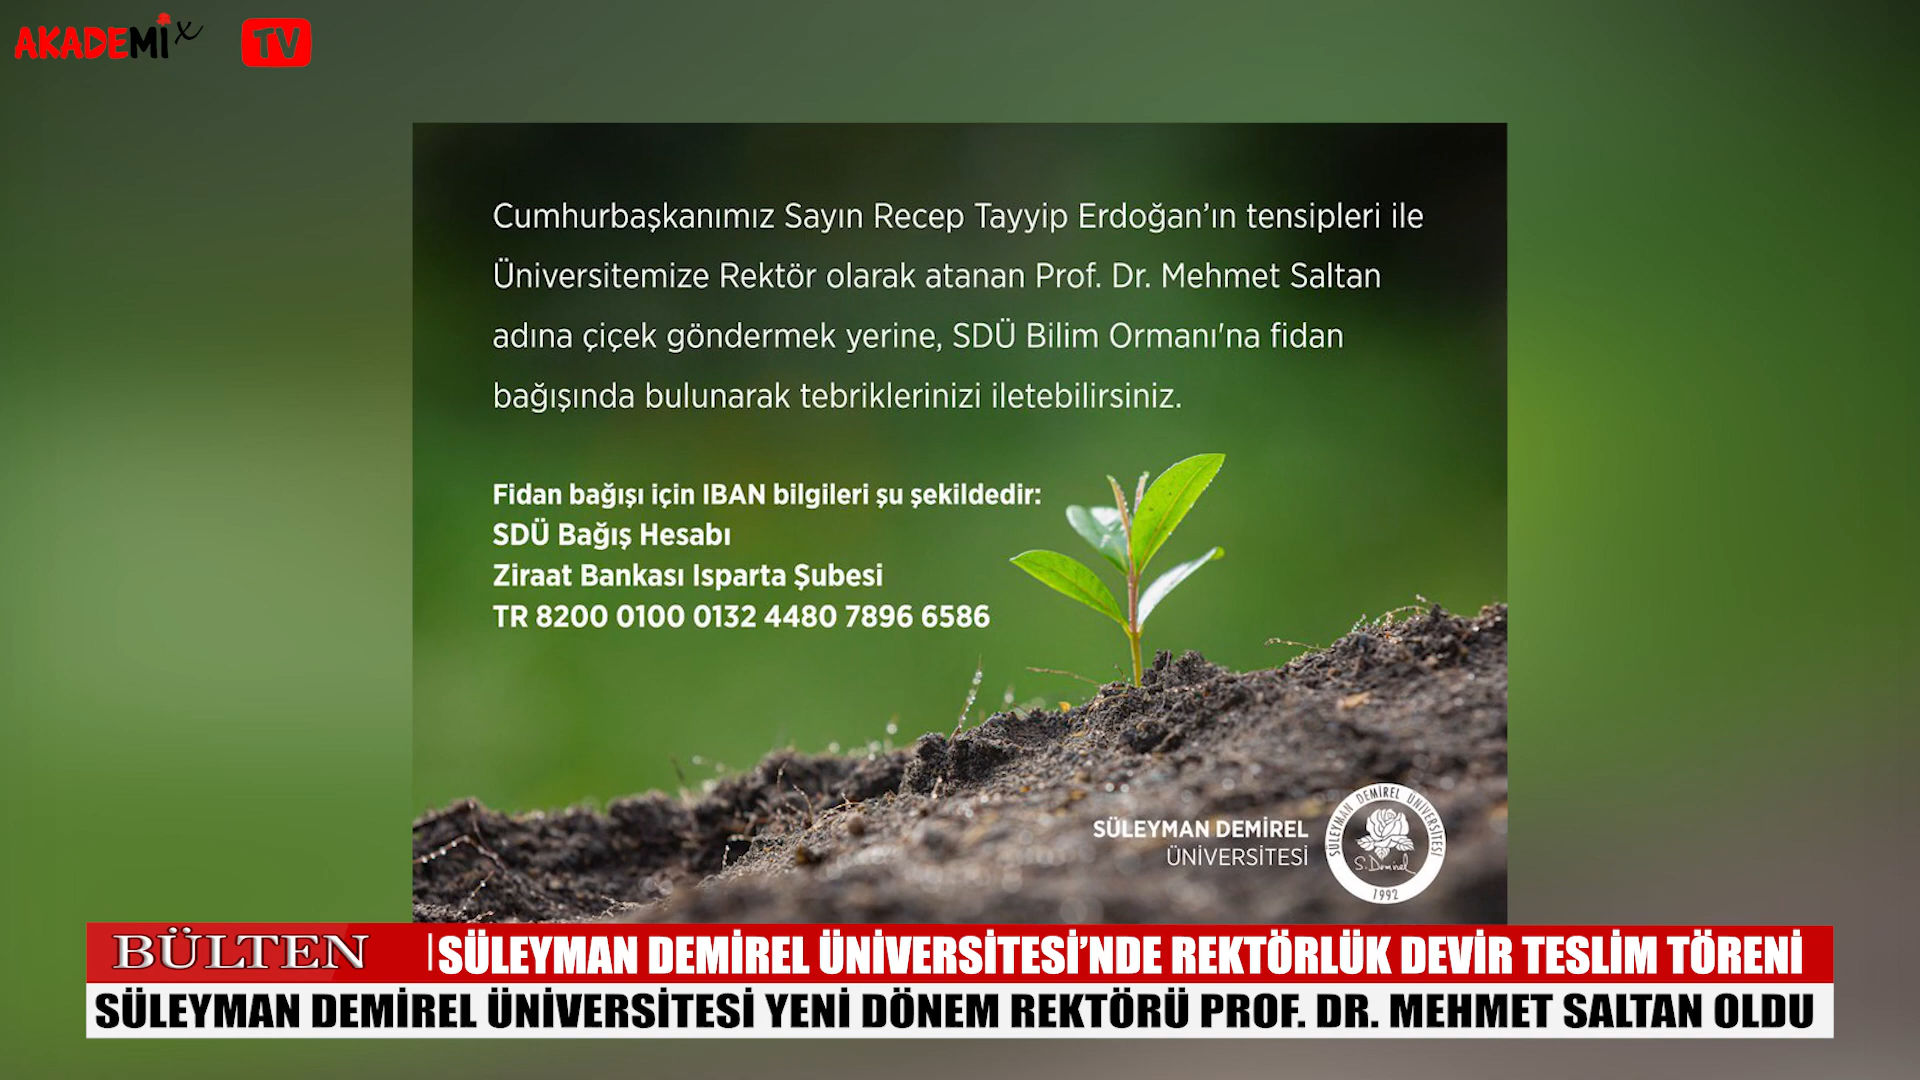 AKADEMİX TV
Cumhurbaşkanımız Sayın Recep Tayyip Erdoğan’ın tensipleri ile
Üniversitemize Rektör olarak atanan Prof. Dr. Mehmet Saltan
adına çiçek göndermek yerine, SDÜ Bilim Ormanı'na fidan
bağışında bulunarak tebriklerinizi iletebilirsiniz.
Fidan bağışı için IBAN bilgileri şu şekildedir:
SDÜ Bağış Hesabı
Ziraat Bankası Isparta Şubesi
TR 8200 0100 0132 4480 7896 6586
SÜLEYMAN DEMİREL
ÜNİVERSİTESİ
SÜLEYMAN DEMİREL ÜNİVERSİTESİ
S. Demirel
1992
BÜLTEN
SÜLEYMAN DEMİREL ÜNİVERSİTESİ’NDE REKTÖRLÜK DEVİR TESLİM TÖRENİ
SÜLEYMAN DEMİREL ÜNİVERSİTESİ YENİ DÖNEM REKTÖRÜ PROF. DR. MEHMET SALTAN OLDU